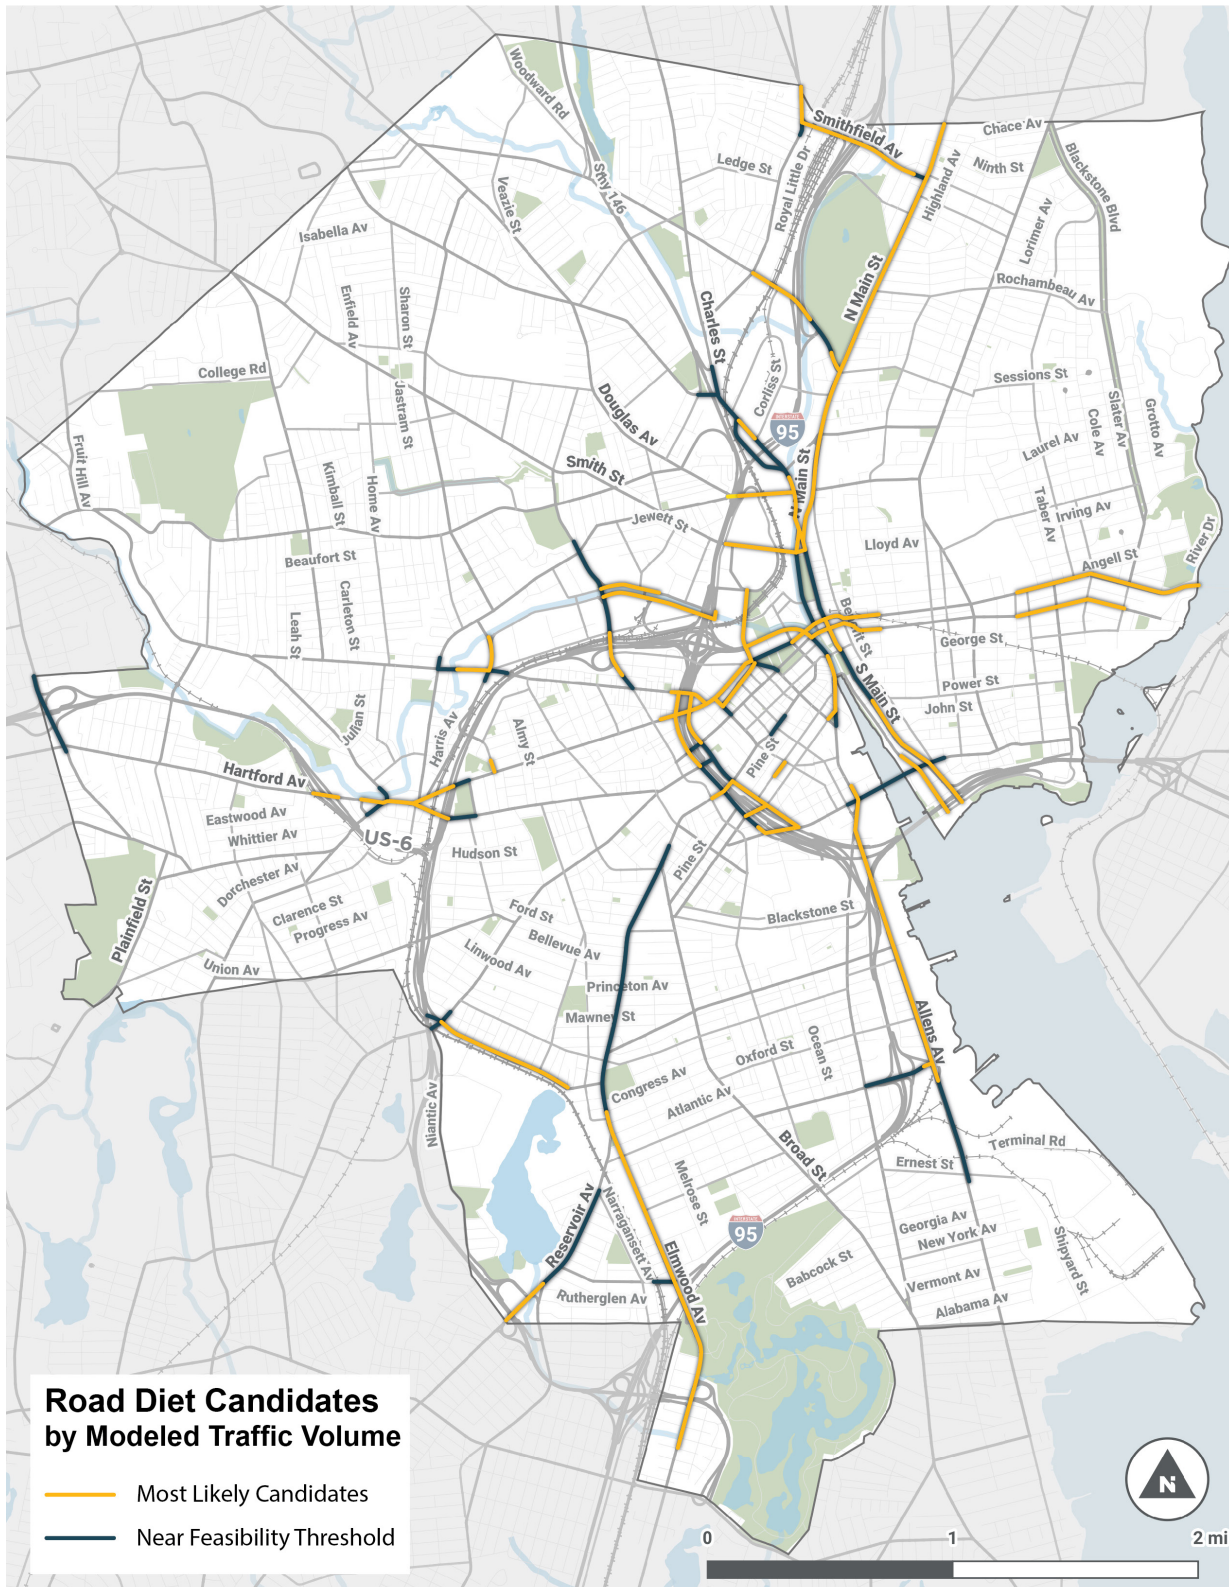 Woodward Rd
Smithfield Av
Chace Av
Ledge St
Royal Little Dr
Ninth St
Blackstone Blvd
Shy 146
Highland Av
Veazie St
Lorimer Av
Isabella Av
N Main St
Rochambeau Av
Enfield Av
Sharon St
Charles St
College Rd
Corliss St
Sessions St
Jastram St
Douglas Av
INTERSTATE
95
Slater Av
Grotto Av
Cole Av
Laurel Av
Fruit Hill Av
Kimball St
Home Av
Smith St
N Main St
Taber Av
Irving Av
Jewett St
Lloyd Av
River Dr
Beaufort St
Angell St
Carleton St
Leah St
Benefit St
George St
Power St
S Main St
John St
Julian St
Harris Av
Almy St
Pine St
Hartford Av
Eastwood Av
Whittier Av
US-6
Hudson St
Dorchester Av
Pine St
Plainfield St
Clarence St
Progress Av
Ford St
Blackstone St
Bellevue Av
Linwood Av
Union Av
Princeton Av
Mawney St
Allens Av
Ocean St
Oxford St
Congress Av
Atlantic Av
Niantic Av
Broad St
Terminal Rd
Ernest St
Melrose St
Reservoir Av
Narragansett Av
INTERSTATE
95
Georgia Av
New York Av
Elmwood Av
Babcock St
Shipyard St
Vermont Av
Rutherglen Av
Alabama Av
Road Diet Candidates
by Modeled Traffic Volume
Most Likely Candidates
Near Feasibility Threshold
N
0 1 2 mi